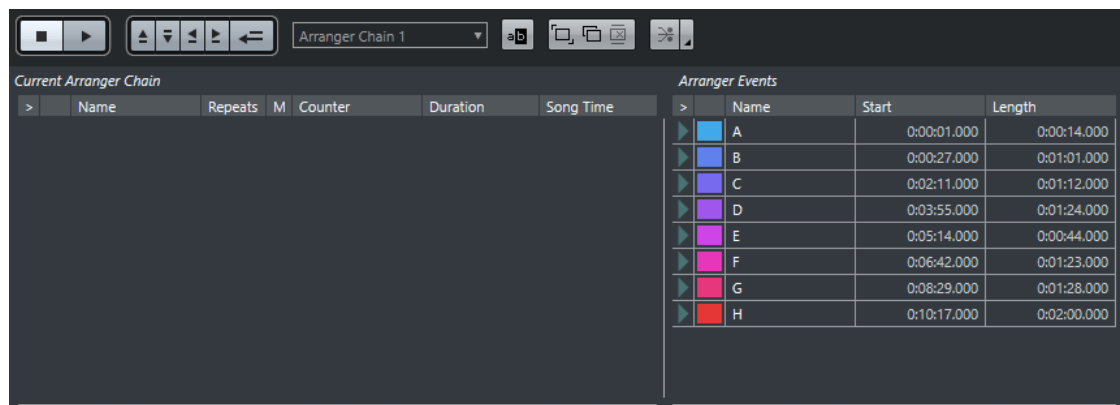 Arranger Chain 1 ab
Current Arranger Chain
> Name Repeats M Counter Duration Song Time
Arranger Events
> Name Start Length
A 0:00:01.000 0:00:14.000
B 0:00:27.000 0:01:01.000
C 0:02:11.000 0:01:12.000
D 0:03:55.000 0:01:24.000
E 0:05:14.000 0:00:44.000
F 0:06:42.000 0:01:23.000
G 0:08:29.000 0:01:28.000
H 0:10:17.000 0:02:00.000